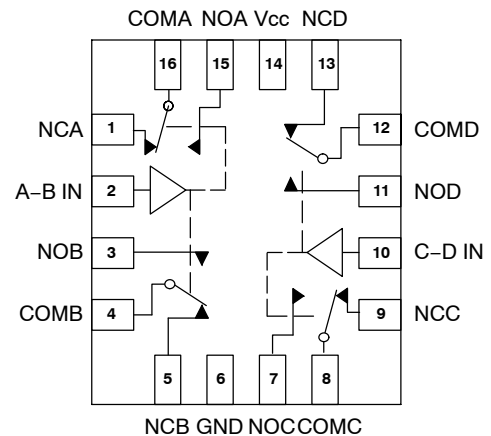 COMA NOA Vcc NCD
16 15 14 13
NCA 1 12 COMD
A−B IN 2 11 NOD
NOB 3 10 C−D IN
COMB 4 9 NCC
5 6 7 8
NCB GND NOC COMC